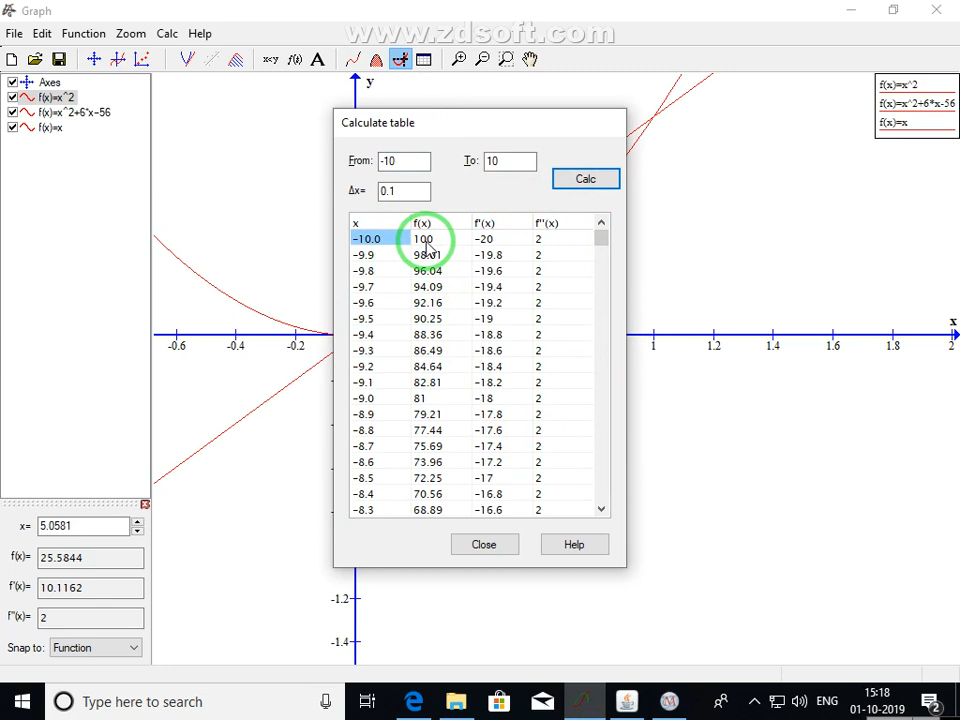 Graph
www.zdsoft.com
File Edit Function Zoom Calc Help
Axes
f(x)=x^2
f(x)=x^2+6*x-56
f(x)=x
y
f(x)=x^2
f(x)=x^2+6*x-56
f(x)=x
Calculate table
From: -10 To: 10
Calc
Δx= 0.1
x f(x) f'(x) f''(x)
-10.0 100 -20 2
-9.9 98.01 -19.8 2
-9.8 96.04 -19.6 2
-9.7 94.09 -19.4 2
-9.6 92.16 -19.2 2
-9.5 90.25 -19 2
-9.4 88.36 -18.8 2
-9.3 86.49 -18.6 2
-9.2 84.64 -18.4 2
-9.1 82.81 -18.2 2
-9.0 81 -18 2
-8.9 79.21 -17.8 2
-8.8 77.44 -17.6 2
-8.7 75.69 -17.4 2
-8.6 73.96 -17.2 2
-8.5 72.25 -17 2
-8.4 70.56 -16.8 2
-8.3 68.89 -16.6 2
Close Help
x
-0.6 -0.4 -0.2 1 1.2 1.4 1.6 1.8 2
-1.2
-1.4
x= 5.0581
f(x)= 25.5844
f'(x)= 10.1162
f''(x)= 2
Snap to: Function
Type here to search
ENG
15:18
01-10-2019
2